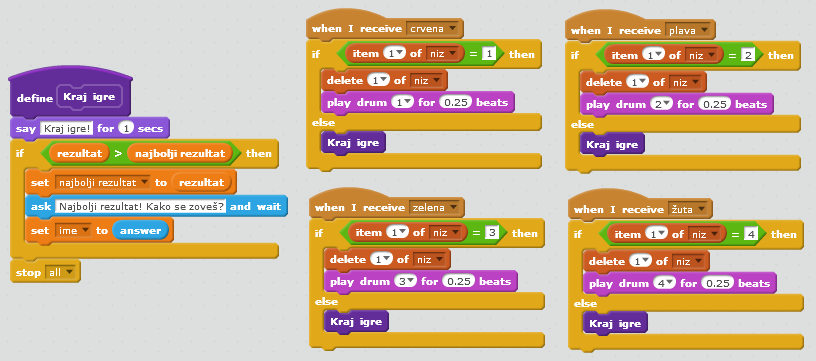 define Kraj igre
say Kraj igre! for 1 secs
if rezultat > najbolji rezultat then
set najbolji rezultat to rezultat
ask Najbolji rezultat! Kako se zoveš? and wait
set ime to answer
stop all
when I receive crvena
if item 1 of niz = 1 then
delete 1 of niz
play drum 1 for 0.25 beats
else
Kraj igre
when I receive plava
if item 1 of niz = 2 then
delete 1 of niz
play drum 2 for 0.25 beats
else
Kraj igre
when I receive zelena
if item 1 of niz = 3 then
delete 1 of niz
play drum 3 for 0.25 beats
else
Kraj igre
when I receive žuta
if item 1 of niz = 4 then
delete 1 of niz
play drum 4 for 0.25 beats
else
Kraj igre